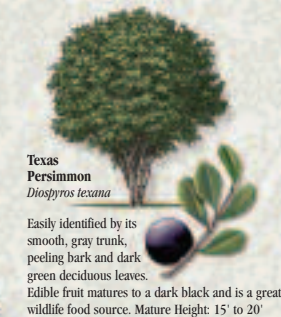 Texas
Persimmon
Diospyros texana
Easily identified by its
smooth, gray trunk,
peeling bark and dark
green deciduous leaves.
Edible fruit matures to a dark black and is a great
wildlife food source. Mature Height: 15' to 20'